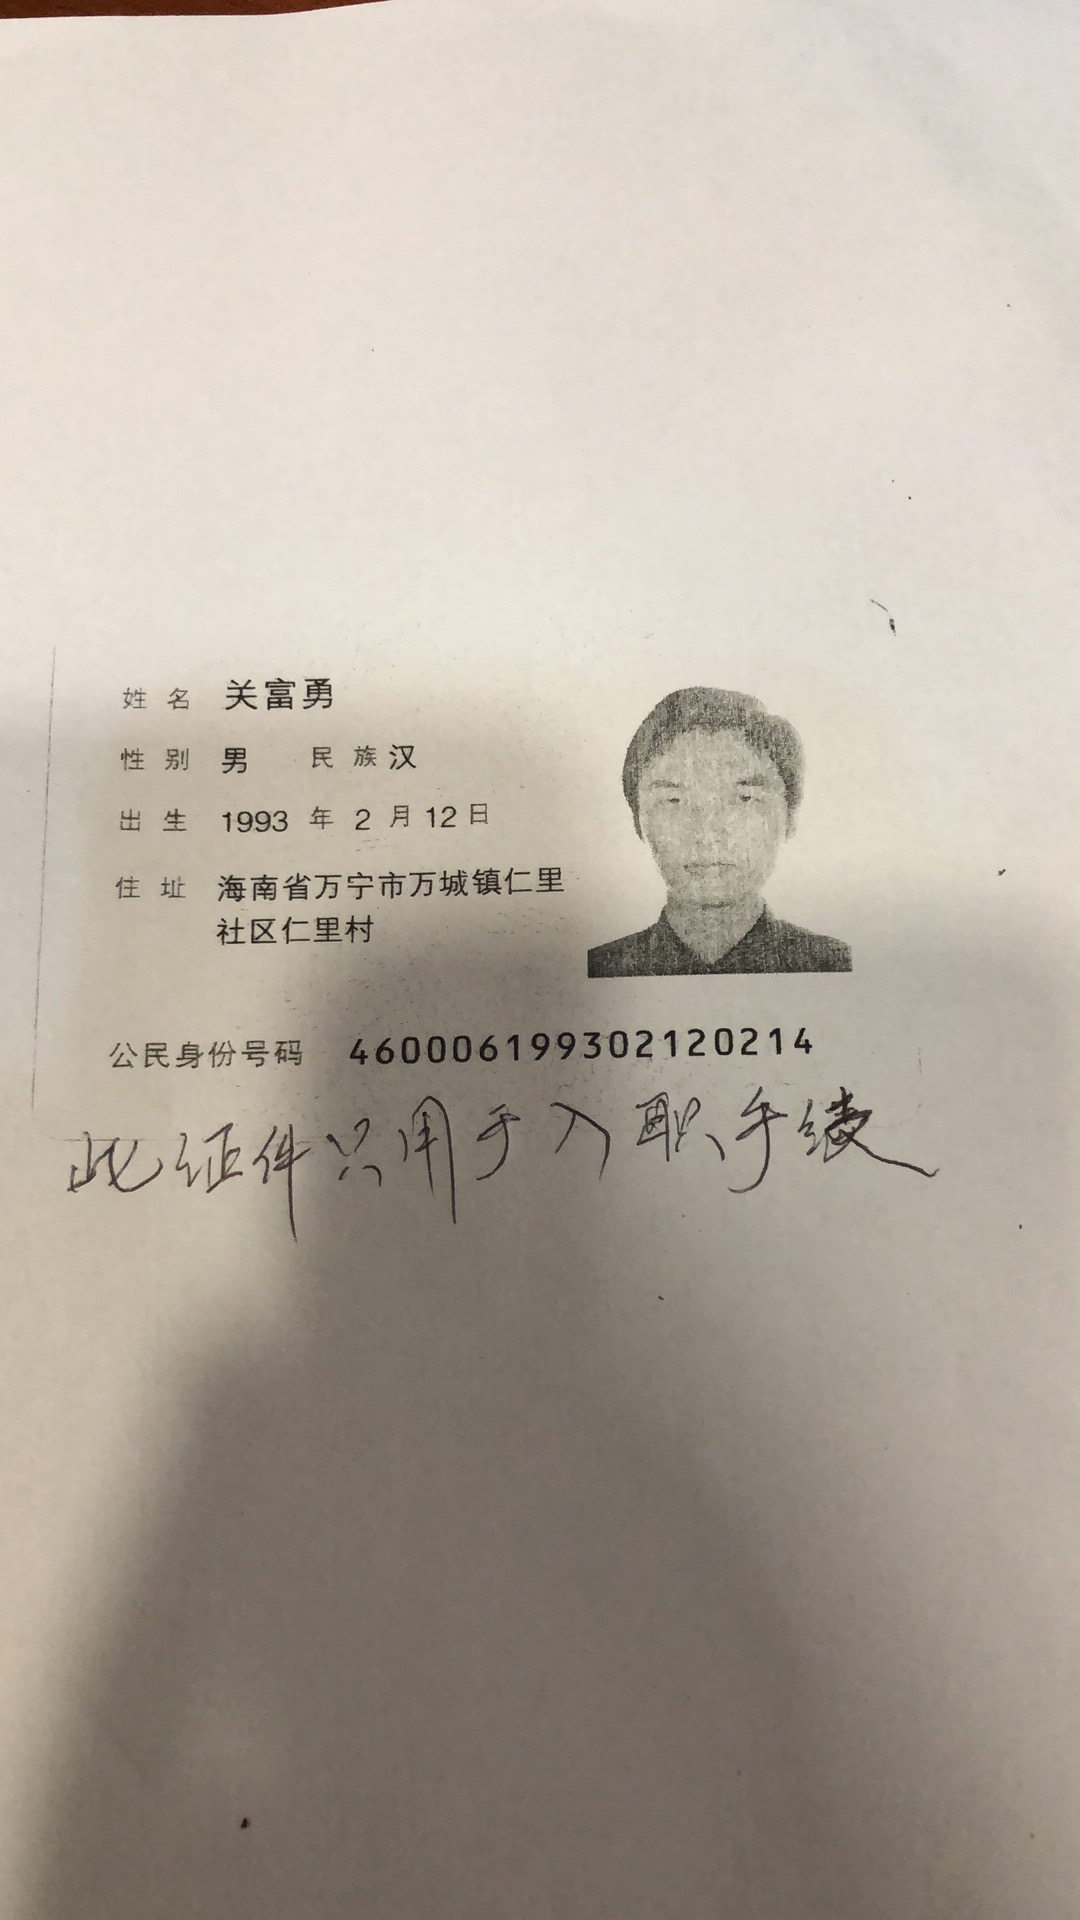 姓名 关富勇
性别 男 民族 汉
出生 1993 年 2 月 12 日
住址 海南省万宁市万城镇仁里
社区仁里村
公民身份号码 460006199302120214
此证件只用于入职手续